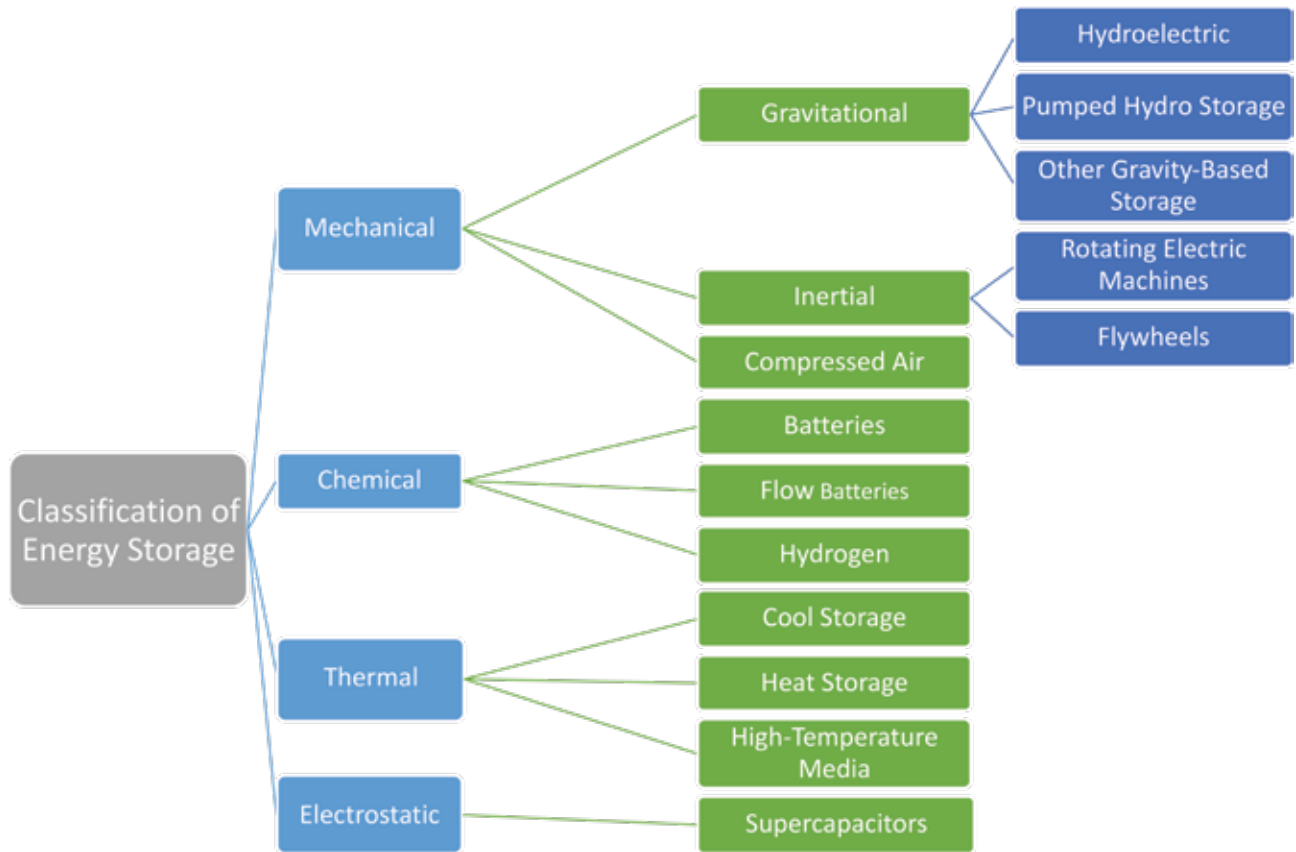 Classification of
Energy Storage
Mechanical
Gravitational
Hydroelectric
Pumped Hydro Storage
Other Gravity-Based
Storage
Inertial
Rotating Electric
Machines
Flywheels
Compressed Air
Chemical
Batteries
Flow Batteries
Hydrogen
Thermal
Cool Storage
Heat Storage
High-Temperature
Media
Electrostatic
Supercapacitors